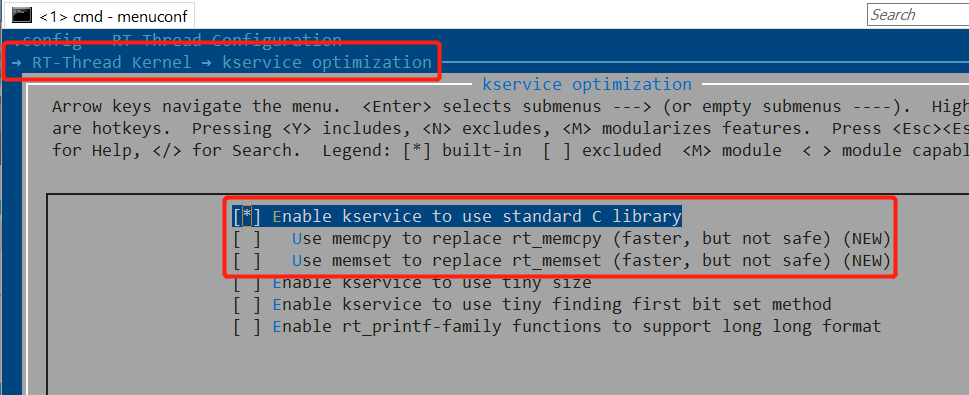 <1> cmd - menuconf
Search
.config - RT-Thread Configuration
→ RT-Thread Kernel → kservice optimization
kservice optimization
Arrow keys navigate the menu.  <Enter> selects submenus ---> (or empty submenus ----).  Hig
are hotkeys.  Pressing <Y> includes, <N> excludes, <M> modularizes features.  Press <Esc><Es
for Help, </> for Search.  Legend: [*] built-in  [ ] excluded  <M> module  < > module capabl
[*] Enable kservice to use standard C library
[ ]   Use memcpy to replace rt_memcpy (faster, but not safe) (NEW)
[ ]   Use memset to replace rt_memset (faster, but not safe) (NEW)
[ ] Enable kservice to use tiny size
[ ] Enable kservice to use tiny finding first bit set method
[ ] Enable rt_printf-family functions to support long long format